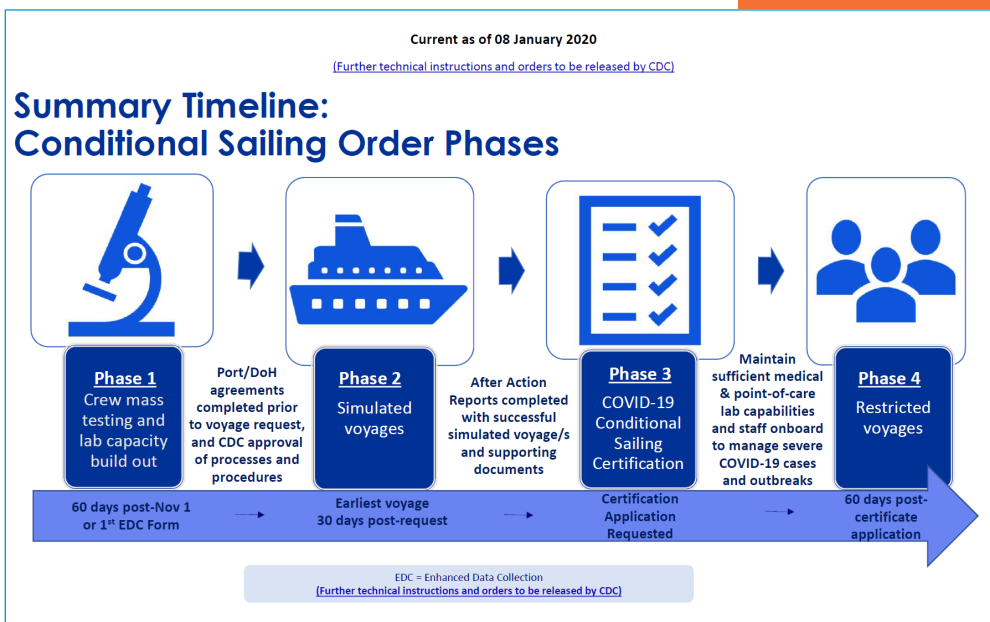 Current as of 08 January 2020
(Further technical instructions and orders to be released by CDC)
Summary Timeline:
Conditional Sailing Order Phases
Phase 1
Crew mass
testing and
lab capacity
build out
Port/DoH
agreements
completed prior
to voyage request,
and CDC approval
of processes and
procedures
Phase 2
Simulated
voyages
After Action
Reports completed
with successful
simulated voyage/s
and supporting
documents
Phase 3
COVID-19
Conditional
Sailing
Certification
Maintain
sufficient medical
& point-of-care
lab capabilities
and staff onboard
to manage severe
COVID-19 cases
and outbreaks
Phase 4
Restricted
voyages
60 days post-Nov 1
or 1st EDC Form
Earliest voyage
30 days post-request
Certification
Application
Requested
60 days post-
certificate
application
EDC = Enhanced Data Collection
(Further technical instructions and orders to be released by CDC)